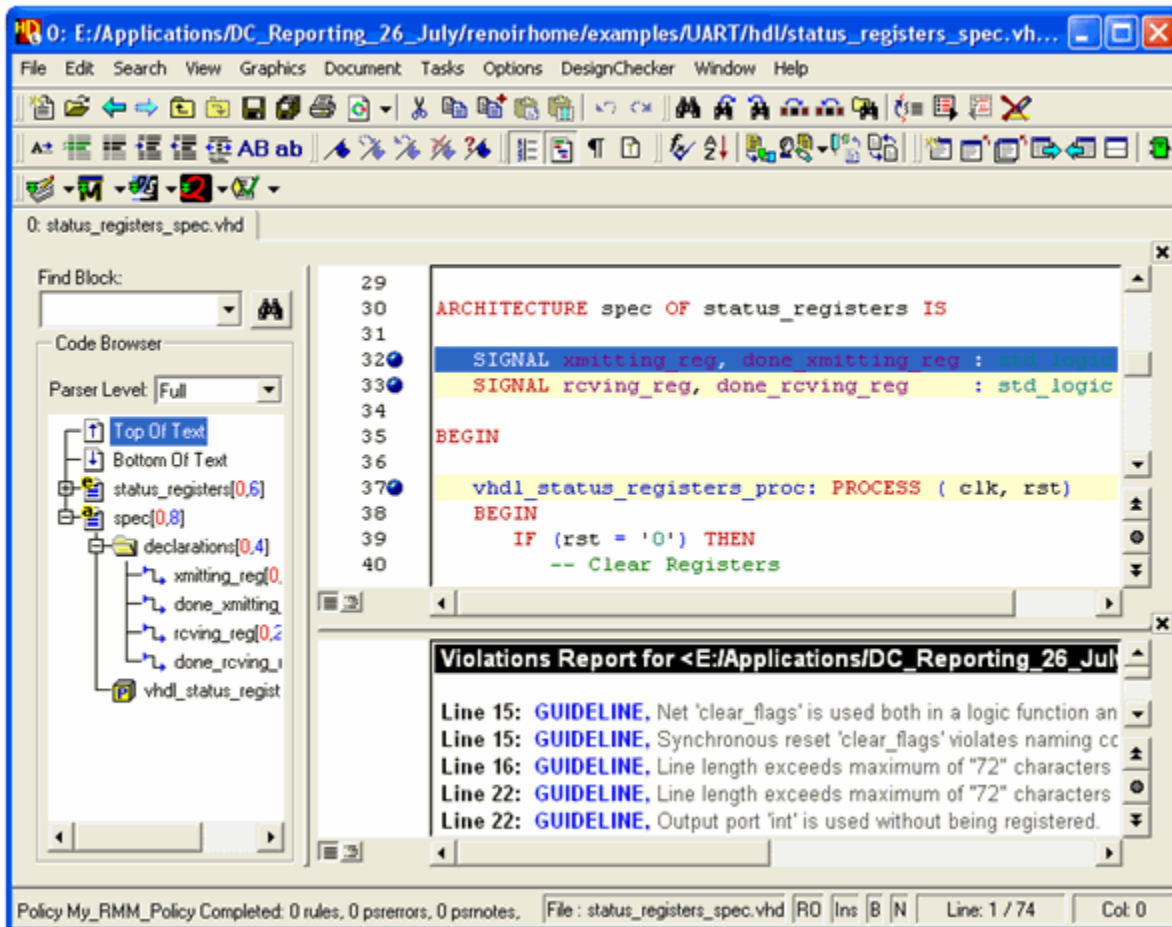 0: E:/Applications/DC_Reporting_26_July/renoirhome/examples/UART/hdl/status_registers_spec.vh...
File Edit Search View Graphics Document Tasks Options DesignChecker Window Help
AB ab
0: status_registers_spec.vhd
Find Block:
Code Browser
Parser Level: Full
Top Of Text
Bottom Of Text
status_registers[0,6]
spec[0,8]
declarations[0,4]
xmitting_reg[0,
done_xmitting_
rcving_reg[0,2
done_rcving_r
vhdl_status_regist
29
30 ARCHITECTURE spec OF status_registers IS
31
32 SIGNAL xmitting_reg, done_xmitting_reg : std_logic
33 SIGNAL rcving_reg, done_rcving_reg : std_logic
34
35 BEGIN
36
37 vhdl_status_registers_proc: PROCESS ( clk, rst)
38 BEGIN
39 IF (rst = '0') THEN
40 -- Clear Registers
Violations Report for <E:/Applications/DC_Reporting_26_July
Line 15: GUIDELINE, Net 'clear_flags' is used both in a logic function an
Line 15: GUIDELINE, Synchronous reset 'clear_flags' violates naming co
Line 16: GUIDELINE, Line length exceeds maximum of "72" characters
Line 22: GUIDELINE, Line length exceeds maximum of "72" characters
Line 22: GUIDELINE, Output port 'int' is used without being registered.
Policy My_RMM_Policy Completed: 0 rules, 0 psrerrors, 0 psrnotes, File : status_registers_spec.vhd RO Ins B N Line: 1 / 74 Col: 0